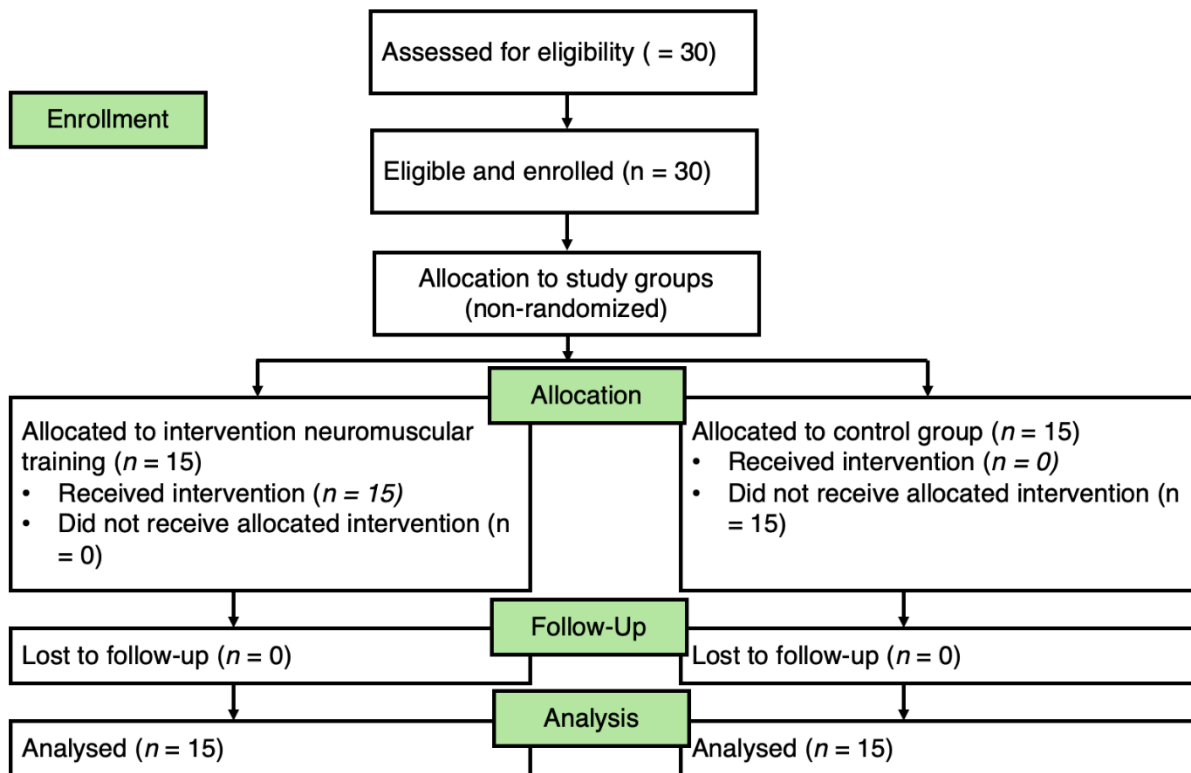 Assessed for eligibility ( = 30)
Enrollment
Eligible and enrolled (n = 30)
Allocation to study groups
(non-randomized)
Allocation
Allocated to intervention neuromuscular
training (n = 15)
• Received intervention (n = 15)
• Did not receive allocated intervention (n
= 0)
Allocated to control group (n = 15)
• Received intervention (n = 0)
• Did not receive allocated intervention (n
= 15)
Follow-Up
Lost to follow-up (n = 0)
Lost to follow-up (n = 0)
Analysis
Analysed (n = 15)
Analysed (n = 15)